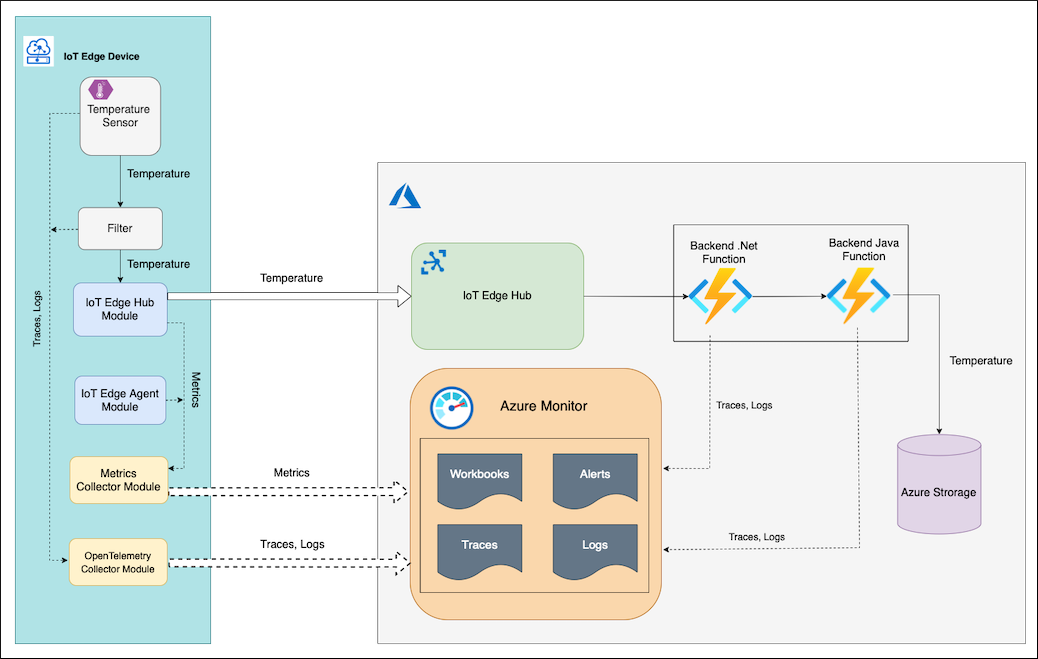 IoT Edge Device
Temperature
Sensor
Temperature
Filter
Temperature
IoT Edge Hub
Module
Traces, Logs
IoT Edge Agent
Module
Metrics
Metrics
Collector Module
OpenTelemetry
Collector Module
Temperature
Metrics
Traces, Logs
IoT Edge Hub
Backend .Net
Function
Backend Java
Function
Temperature
Traces, Logs
Traces, Logs
Azure Monitor
Workbooks
Alerts
Traces
Logs
Azure Strorage